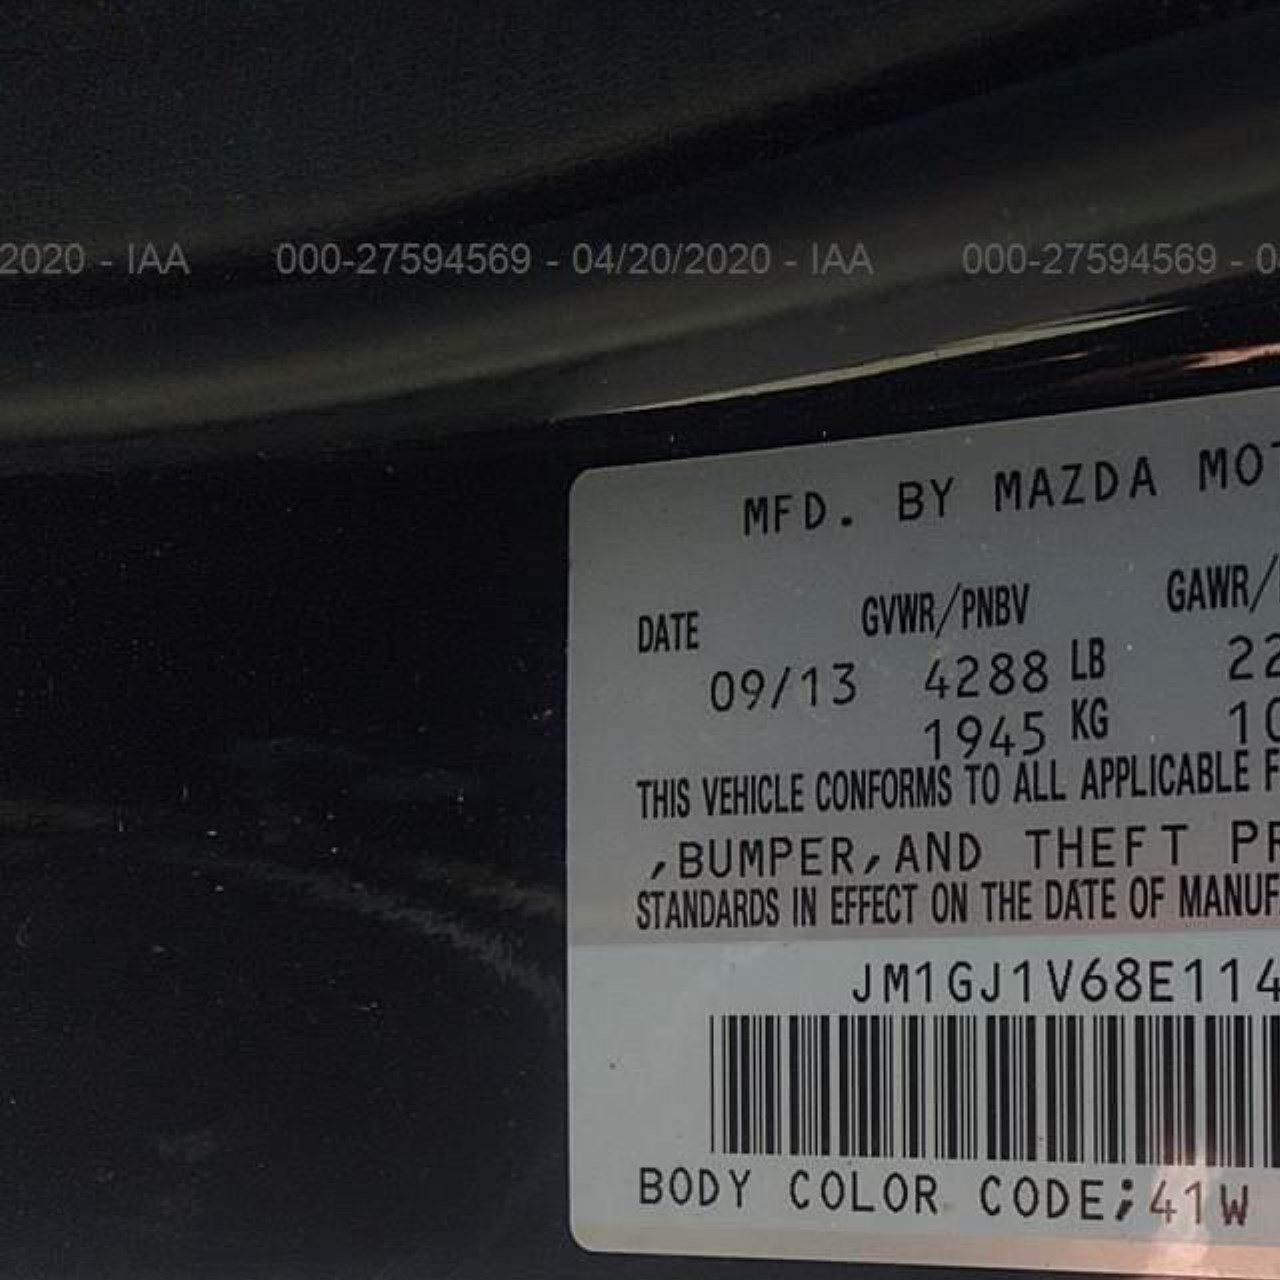 2020 - IAA 000-27594569 - 04/20/2020 - IAA 000-27594569 - 0
MFD. BY MAZDA MOT
DATE GVWR/PNBV GAWR/
09/13 4288 LB 22
1945 KG 10
THIS VEHICLE CONFORMS TO ALL APPLICABLE F
,BUMPER,AND THEFT PR
STANDARDS IN EFFECT ON THE DATE OF MANUF
JM1GJ1V68E114
BODY COLOR CODE;41W